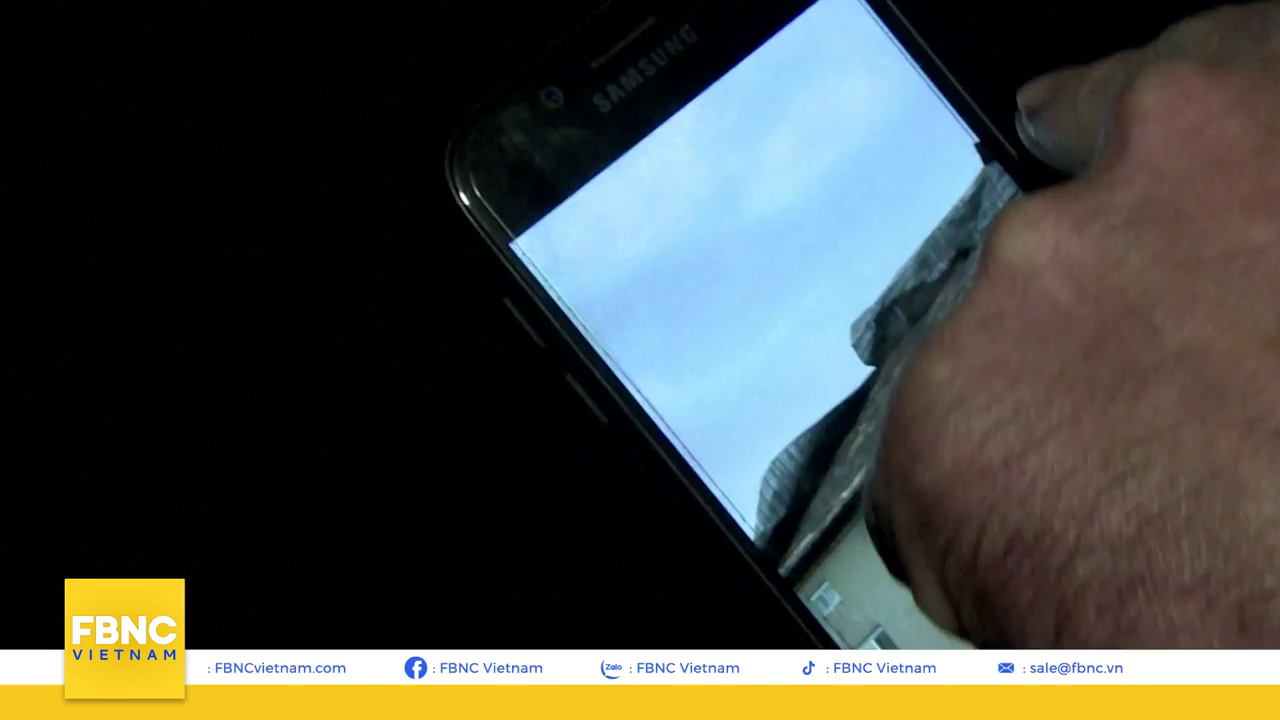 SAMSUNG
FBNC
VIETNAM
: FBNCvietnam.com
: FBNC Vietnam
Zalo : FBNC Vietnam
: FBNC Vietnam
: sale@fbnc.vn